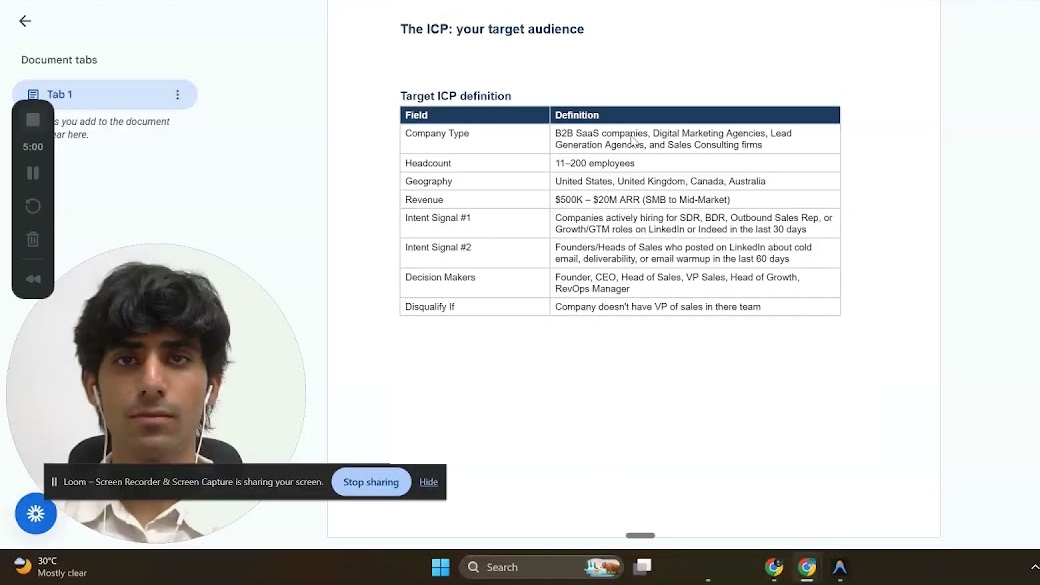 The ICP: your target audience
Document tabs
Tab 1
s you add to the document
ear here.
5:00
Target ICP definition
Field Definition
Company Type B2B SaaS companies, Digital Marketing Agencies, Lead
Generation Agencies, and Sales Consulting firms
Headcount 11–200 employees
Geography United States, United Kingdom, Canada, Australia
Revenue $500K – $20M ARR (SMB to Mid-Market)
Intent Signal #1 Companies actively hiring for SDR, BDR, Outbound Sales Rep, or
Growth/GTM roles on LinkedIn or Indeed in the last 30 days
Intent Signal #2 Founders/Heads of Sales who posted on LinkedIn about cold
email, deliverability, or email warmup in the last 60 days
Decision Makers Founder, CEO, Head of Sales, VP Sales, Head of Growth,
RevOps Manager
Disqualify If Company doesn't have VP of sales in there team
Loom – Screen Recorder & Screen Capture is sharing your screen. Stop sharing Hide
30°C
Mostly clear
Search